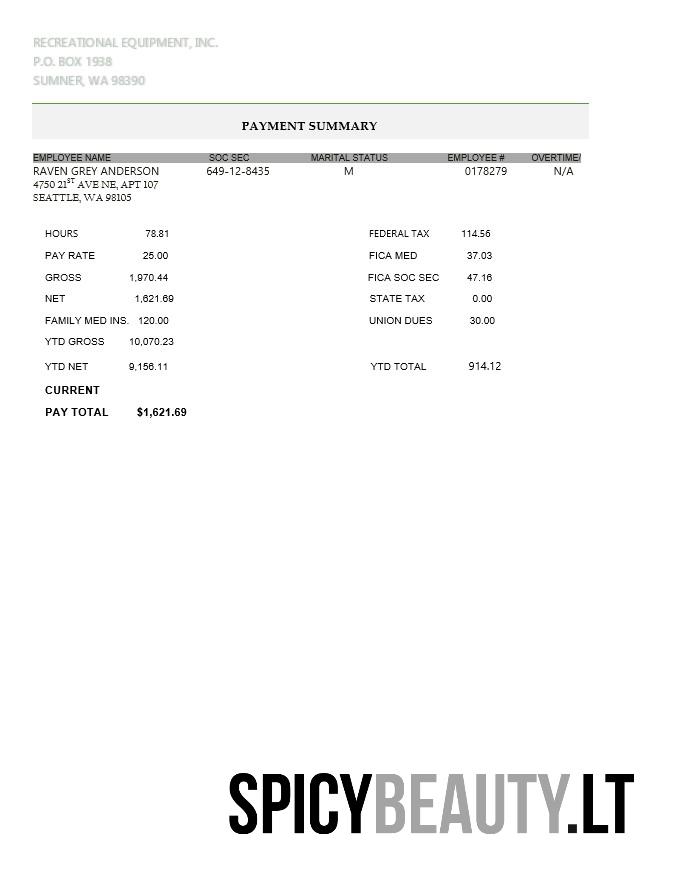 RECREATIONAL EQUIPMENT, INC.
P.O. BOX 1938
SUMNER, WA 98390
PAYMENT SUMMARY
EMPLOYEE NAME SOC SEC MARITAL STATUS EMPLOYEE # OVERTIME/
RAVEN GREY ANDERSON 649-12-8435 M 0178279 N/A
4750 21ST AVE NE, APT 107
SEATTLE, WA 98105
HOURS 78.81 FEDERAL TAX 114.56
PAY RATE 25.00 FICA MED 37.03
GROSS 1,970.44 FICA SOC SEC 47.16
NET 1,621.69 STATE TAX 0.00
FAMILY MED INS. 120.00 UNION DUES 30.00
YTD GROSS 10,070.23
YTD NET 9,156.11 YTD TOTAL 914.12
CURRENT
PAY TOTAL $1,621.69
SPICYBEAUTY.LT